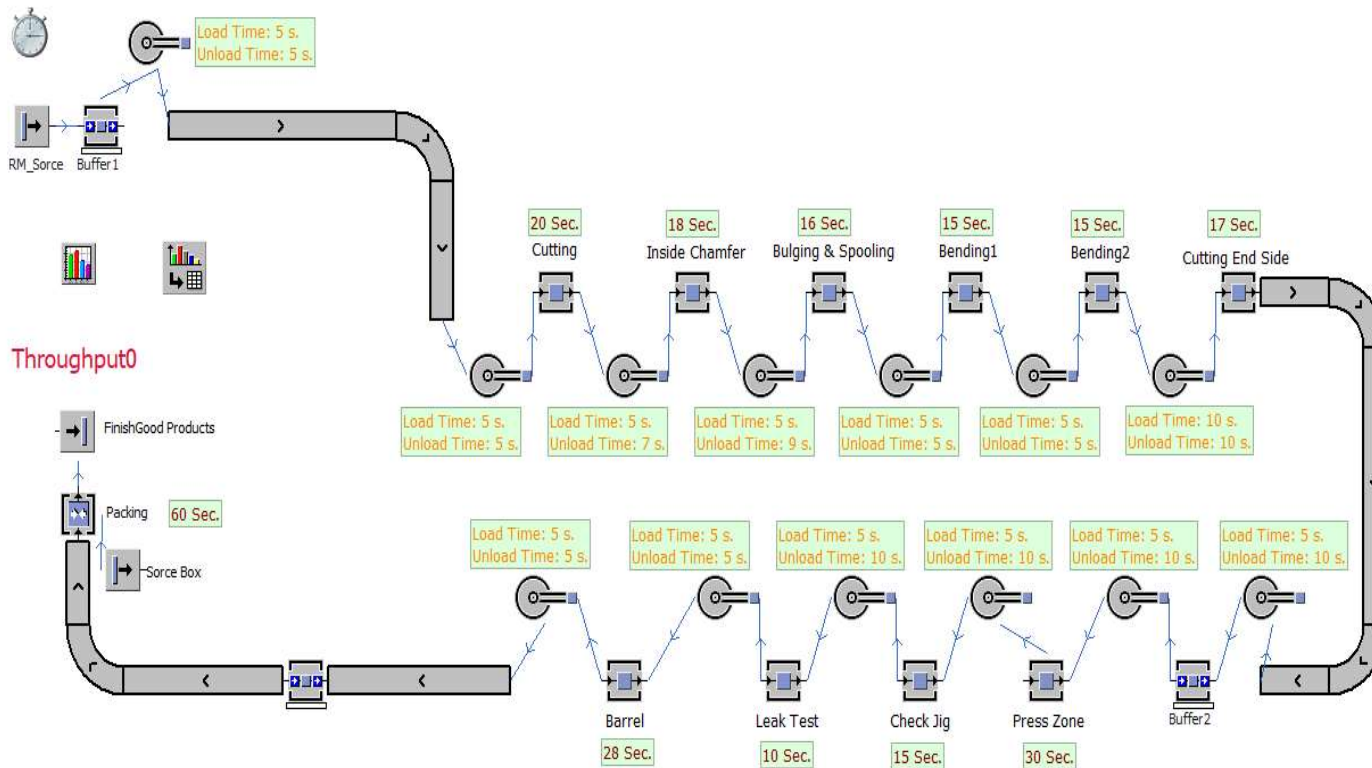 Load Time: 5 s.
Unload Time: 5 s.
RM_Sorce
Buffer1
20 Sec.
Cutting
18 Sec.
Inside Chamfer
16 Sec.
Bulging & Spooling
15 Sec.
Bending1
15 Sec.
Bending2
17 Sec.
Cutting End Side
Throughput0
Load Time: 5 s.
Unload Time: 5 s.
Load Time: 5 s.
Unload Time: 7 s.
Load Time: 5 s.
Unload Time: 9 s.
Load Time: 5 s.
Unload Time: 5 s.
Load Time: 5 s.
Unload Time: 5 s.
Load Time: 10 s.
Unload Time: 10 s.
FinishGood Products
Packing
60 Sec.
Sorce Box
Load Time: 5 s.
Unload Time: 5 s.
Load Time: 5 s.
Unload Time: 5 s.
Load Time: 5 s.
Unload Time: 10 s.
Load Time: 5 s.
Unload Time: 10 s.
Load Time: 5 s.
Unload Time: 10 s.
Load Time: 5 s.
Unload Time: 10 s.
Barrel
28 Sec.
Leak Test
10 Sec.
Check Jig
15 Sec.
Press Zone
30 Sec.
Buffer2